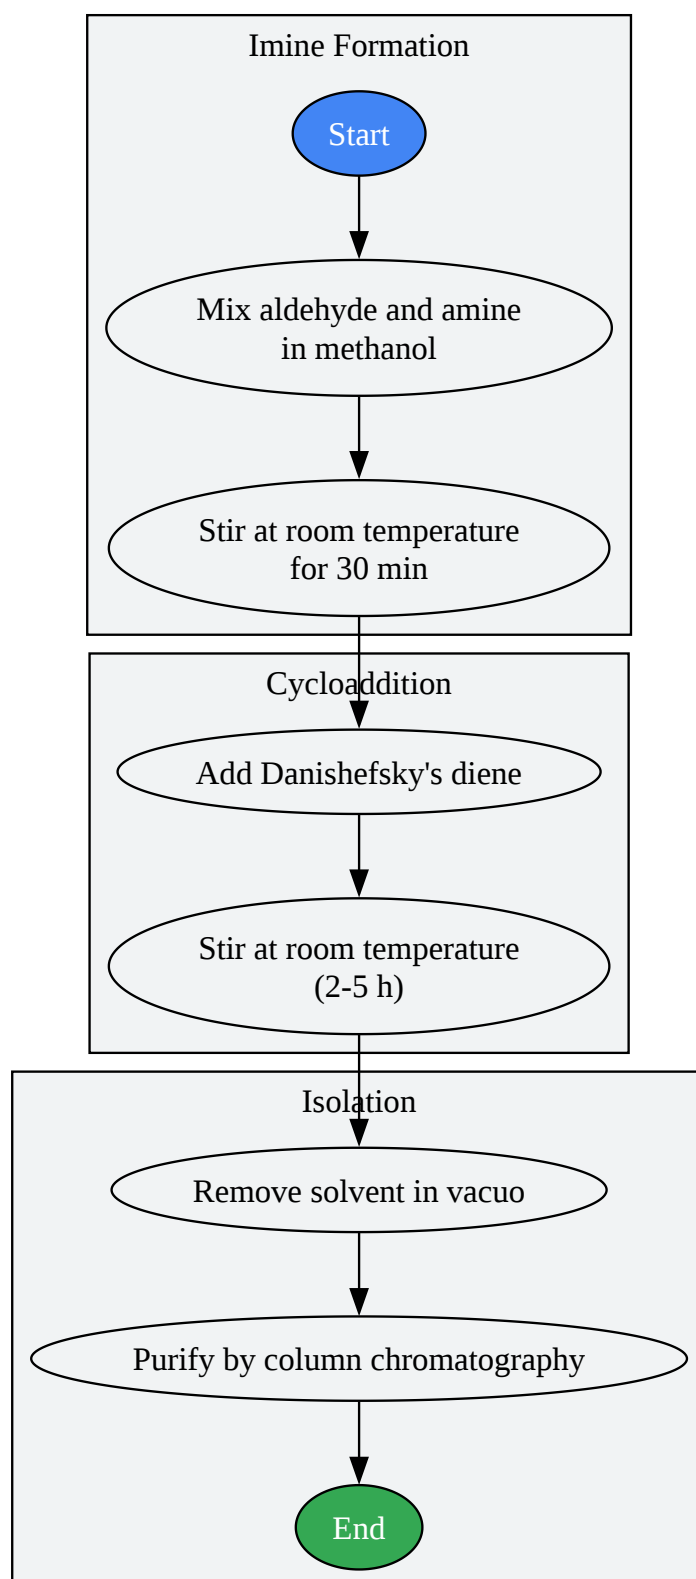 Imine Formation
Start
Mix aldehyde and amine
in methanol
Stir at room temperature
for 30 min
Cycloaddition
Add Danishefsky's diene
Stir at room temperature
(2-5 h)
Isolation
Remove solvent in vacuo
Purify by column chromatography
End